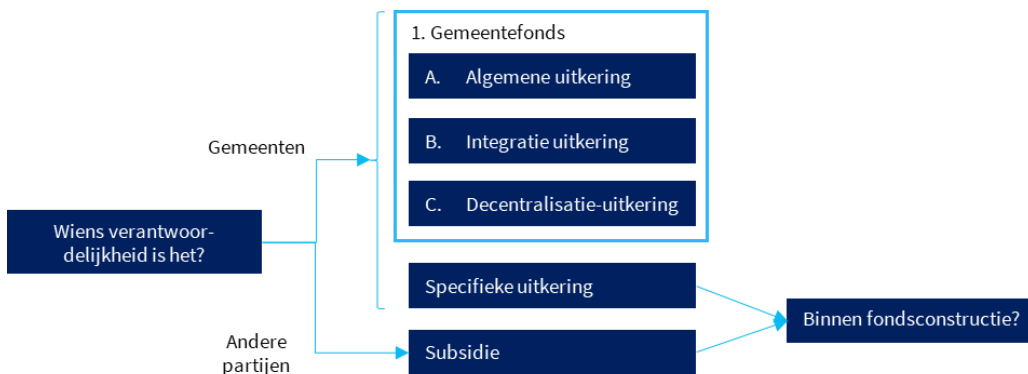 1. Gemeentefonds
A. Algemene uitkering
Gemeenten
B. Integratie uitkering
C. Decentralisatie-uitkering
Wiens verantwoor-
delijkheid is het?
Specifieke uitkering
Binnen fondsconstructie?
Andere
partijen
Subsidie